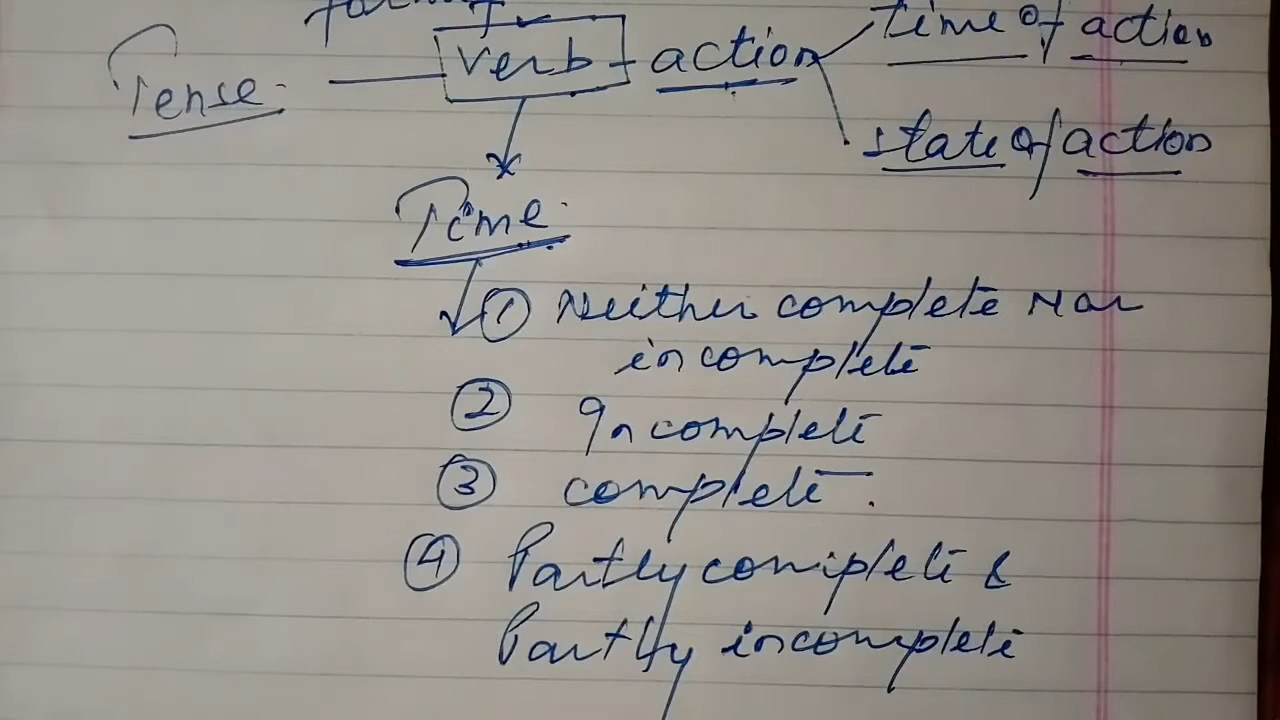 time of action
Tense. verb action
state of action
Time.
① Neither complete Nor
incomplete
② Incomplete
③ complete.
④ Partly complete &
Partly incomplete